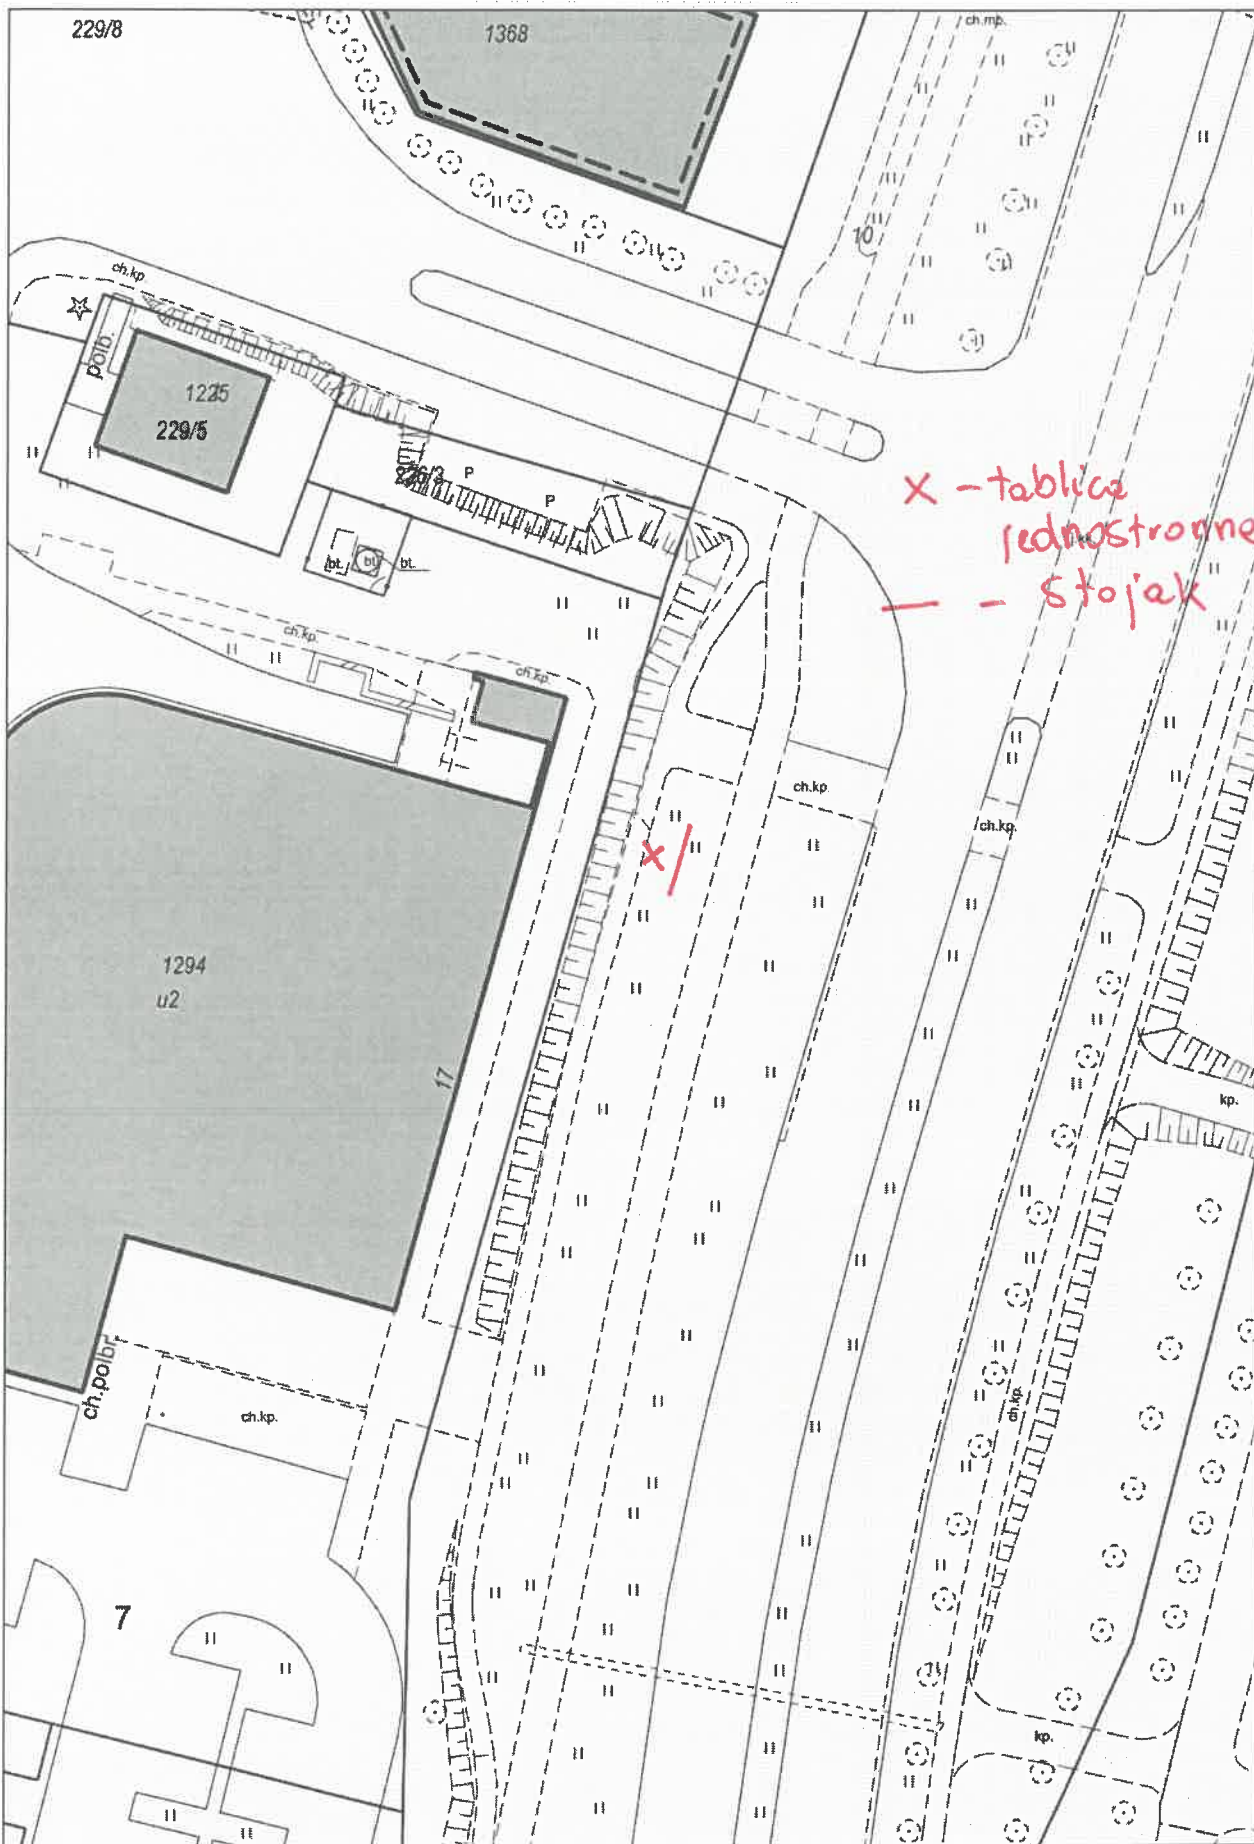 229/8
1368
ch.mp.
10
ch.kp.
polb.
1225
229/5
226/3
P
P
x - tablica
jednostronne
— - stojak
bt.
bt.
bt.
ch.kp.
ch.kp.
ch.kp.
ch.kp.
x
1294
u2
17
kp.
ch.polbr.
ch.kp.
ch.kp.
7
kp.